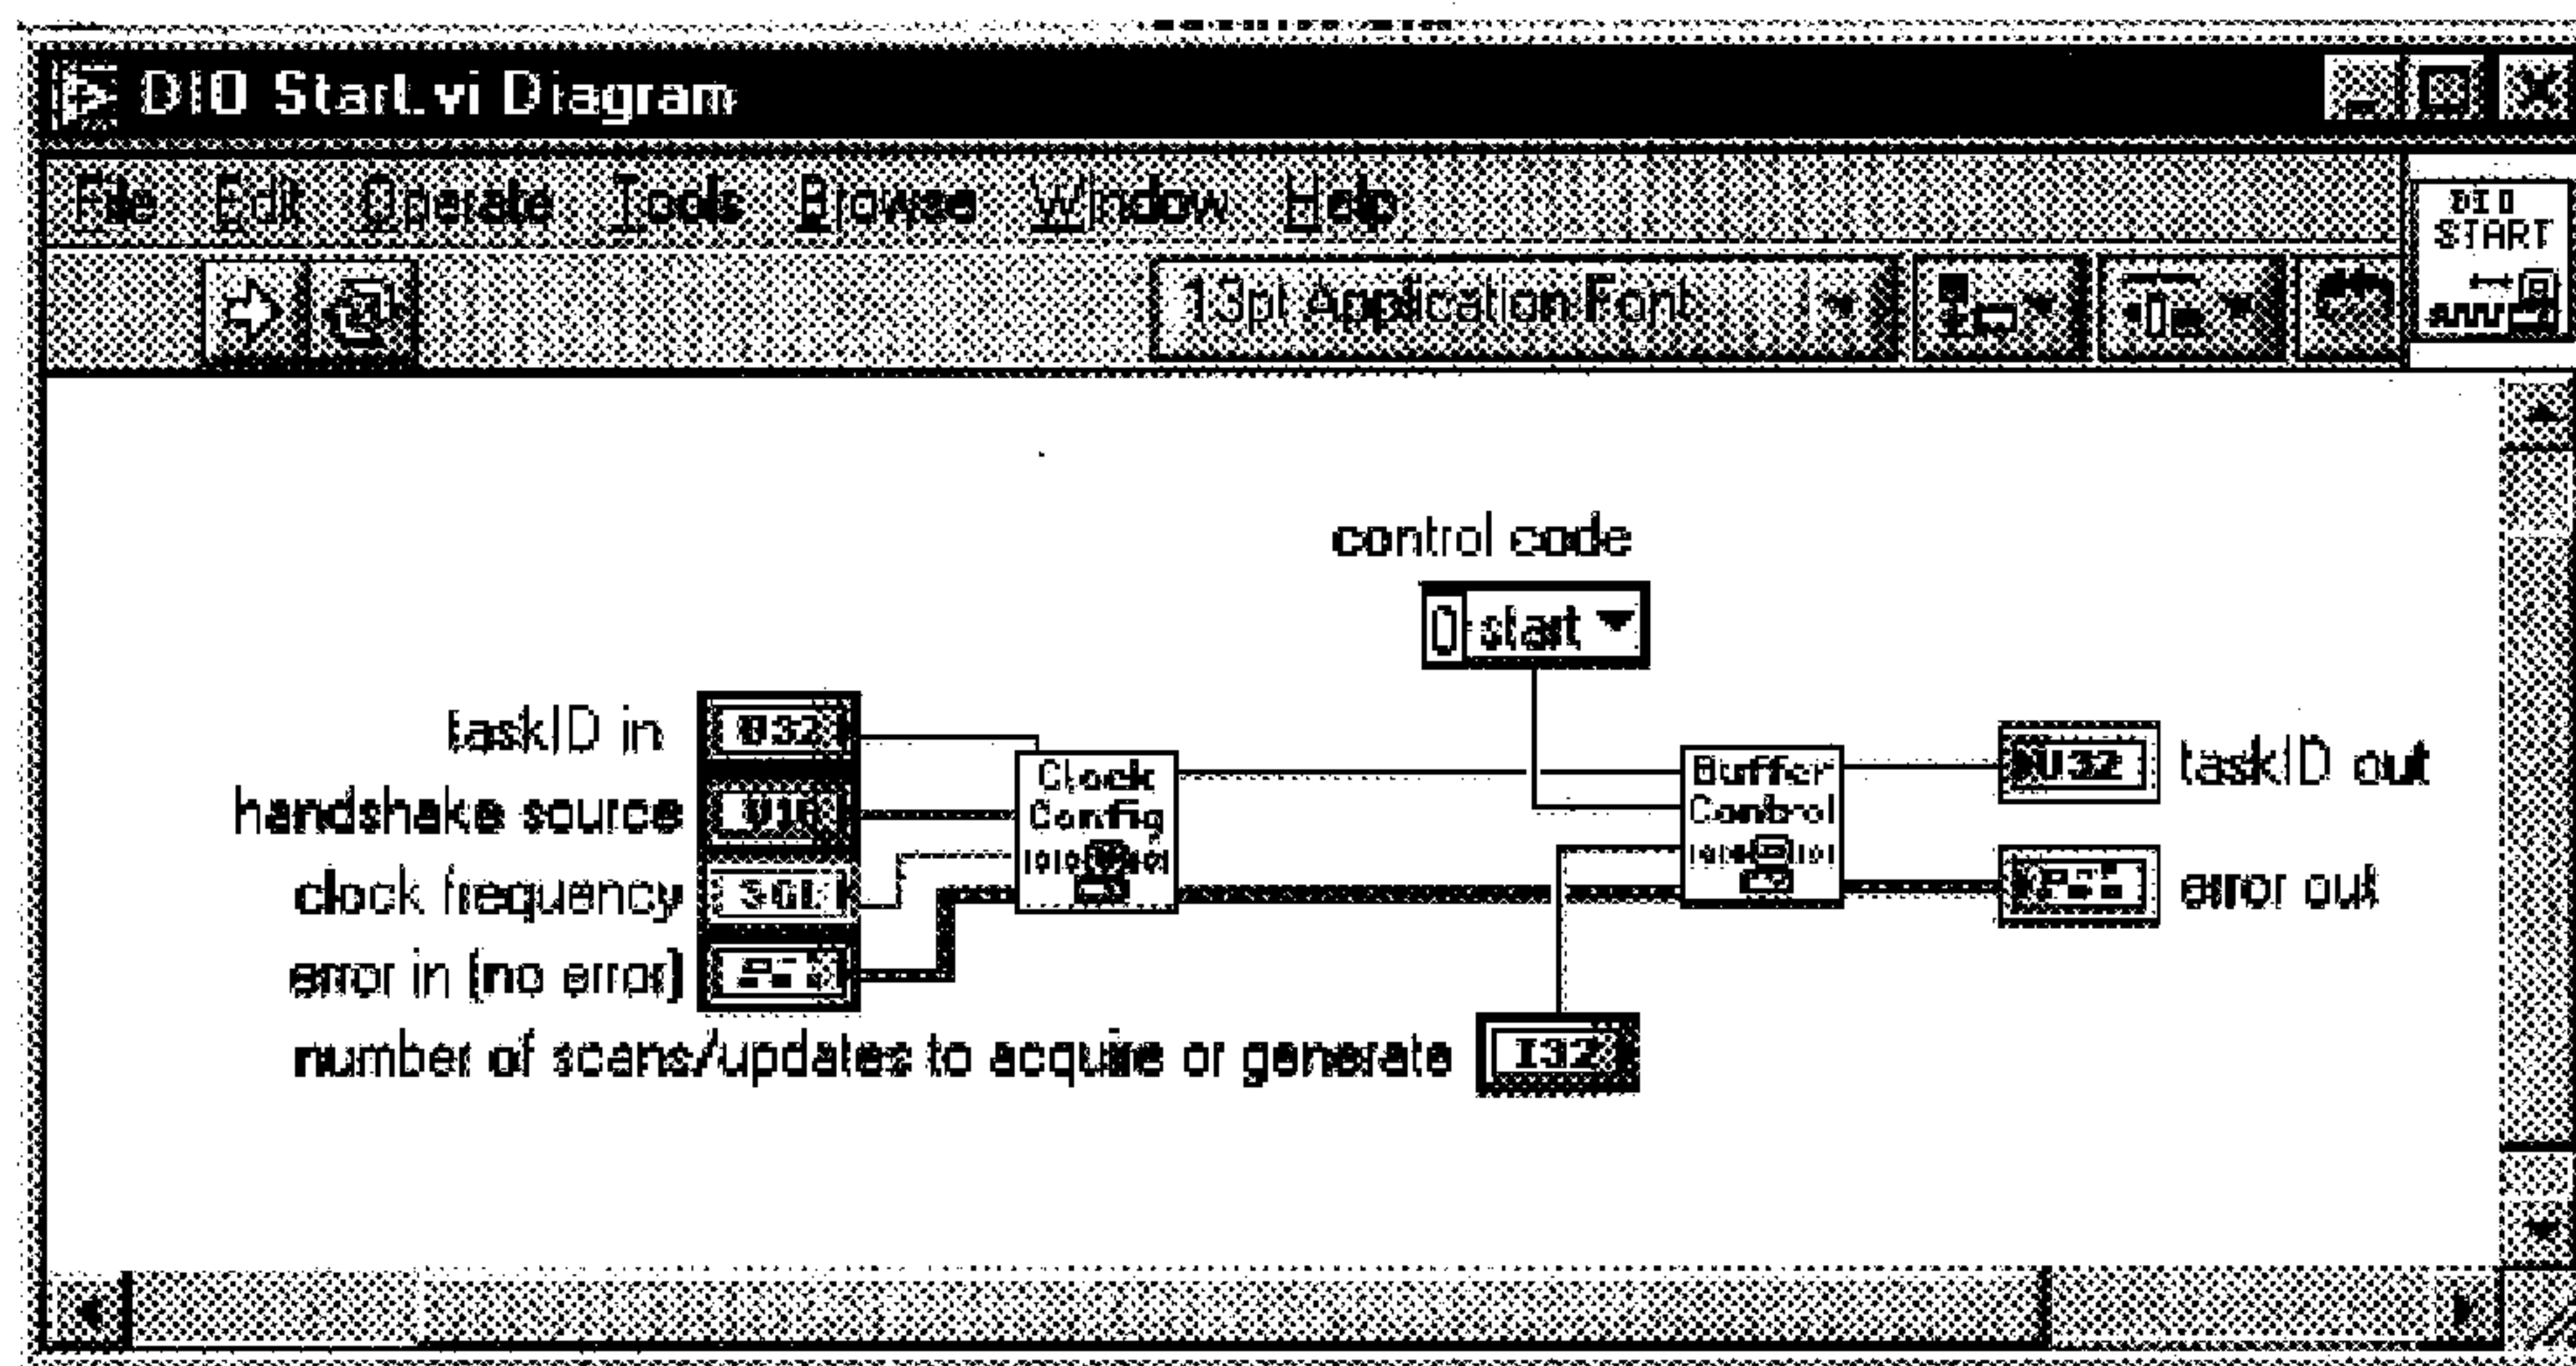 DIO Start.vi Diagram
File Edit Operate Tools Browse Window Help
DIO
START
13pt Application Font
control code
0 start
taskID in U32
handshake source U16
clock frequency SGL
error in (no error)
number of scans/updates to acquire or generate I32
Clock
Config
Buffer
Control
U32 taskID out
error out